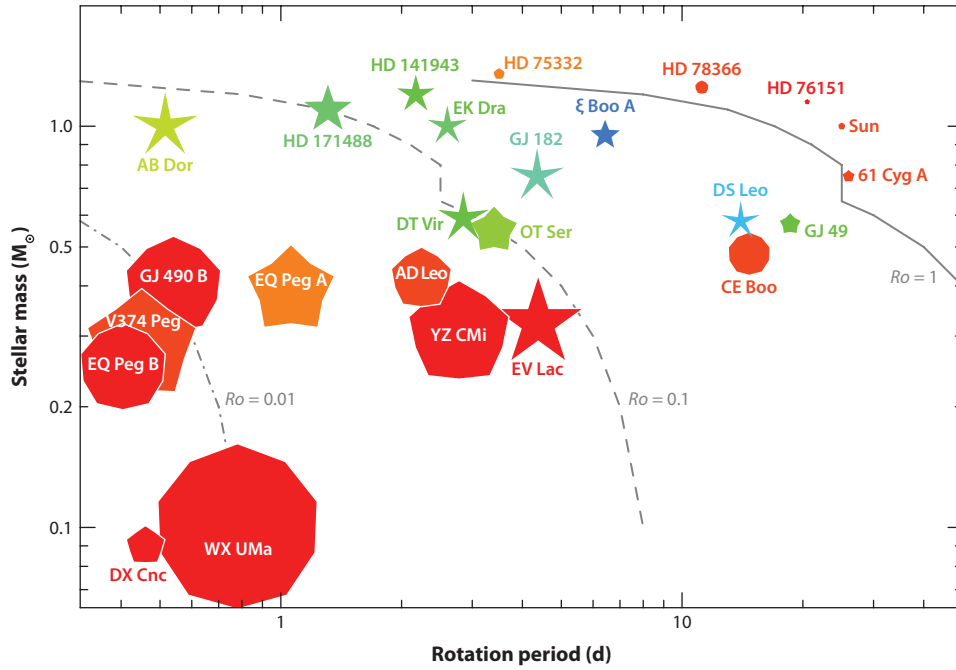 HD 75332
HD 141943
HD 78366
HD 76151
EK Dra
ξ Boo A
1.0
Sun
HD 171488
GJ 182
AB Dor
61 Cyg A
DS Leo
DT Vir
OT Ser
GJ 49
0.5
GJ 490 B
EQ Peg A
AD Leo
CE Boo
Ro = 1
V374 Peg
YZ CMi
EQ Peg B
EV Lac
Ro = 0.01
Ro = 0.1
0.2
0.1
WX UMa
DX Cnc
1
10
Rotation period (d)
Stellar mass (M⊙)